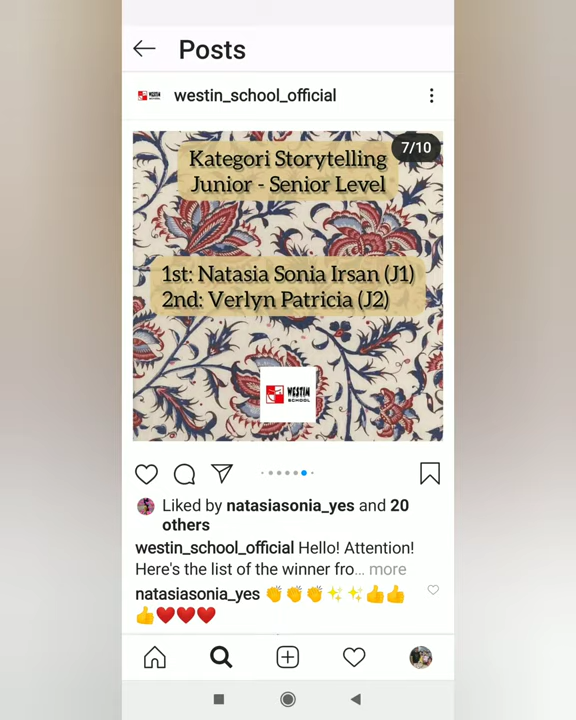 Posts
westin_school_official
7/10
Kategori Storytelling
Junior - Senior Level
1st: Natasia Sonia Irsan (J1)
2nd: Verlyn Patricia (J2)
WESTIN
SCHOOL
Liked by natasiasonia_yes and 20
others
westin_school_official Hello! Attention!
Here's the list of the winner fro... more
natasiasonia_yes 👏👏👏✨✨👍👍
👍❤️❤️❤️